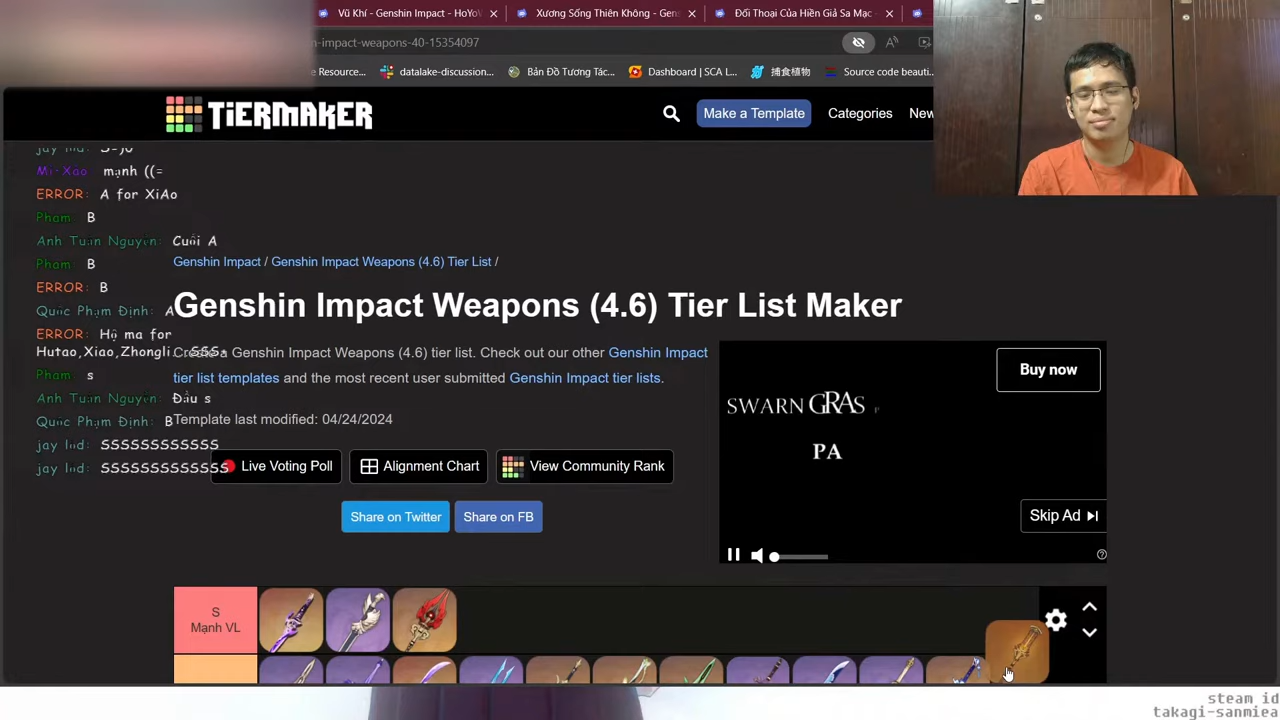 Vũ Khí - Genshin Impact - HoYoV
Xương Sống Thiên Không - Gens
Đối Thoại Của Hiền Giả Sa Mạc -
n-impact-weapons-40-15354097
Resource...
datalake-discussion...
Bản Đồ Tương Tác...
Dashboard | SCA L...
捕食植物
Source code beauti...
TiERMAKER
Make a Template
Categories
New
Mì-Xào mạnh ((=
ERROR: A for XiAo
Pham B
Anh Tuấn Nguyễn: Cuối A
Pham B
ERROR: B
Quốc Phạm Định: A
ERROR: Hộ ma for
Hutao,Xiao,Zhongli
Pham s
Anh Tuấn Nguyễn: Đầu s
Quốc Phạm Định: B
jay lnd: SSSSSSSSSSSS
jay lnd: SSSSSSSSSSSSS
Genshin Impact / Genshin Impact Weapons (4.6) Tier List /
Genshin Impact Weapons (4.6) Tier List Maker
Create a Genshin Impact Weapons (4.6) tier list. Check out our other Genshin Impact
tier list templates and the most recent user submitted Genshin Impact tier lists.
Template last modified: 04/24/2024
Live Voting Poll
Alignment Chart
View Community Rank
Share on Twitter
Share on FB
Buy now
SWARN GRAS
PA
Skip Ad
S
Mạnh VL
steam id
takagi-sanmiea